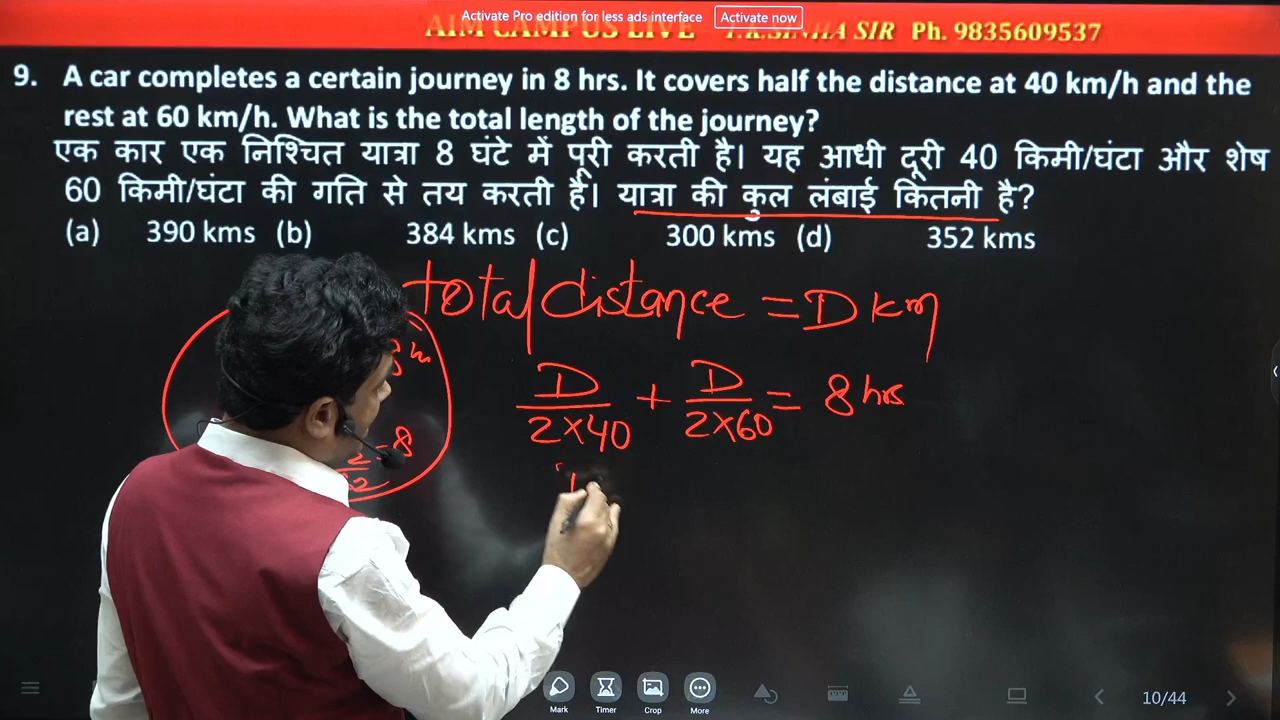 Activate Pro edition for less ads interface Activate now
AIM CAMPUS LIVE T.K.SINHA SIR Ph. 9835609537
9. A car completes a certain journey in 8 hrs. It covers half the distance at 40 km/h and the
rest at 60 km/h. What is the total length of the journey?
एक कार एक निश्चित यात्रा 8 घंटे में पूरी करती है। यह आधी दूरी 40 किमी/घंटा और शेष
60 किमी/घंटा की गति से तय करती है। यात्रा की कुल लंबाई कितनी है?
(a) 390 kms (b) 384 kms (c) 300 kms (d) 352 kms
total distance = D km
D/2×40 + D/2×60 = 8 hrs
Mark Timer Crop More
10/44